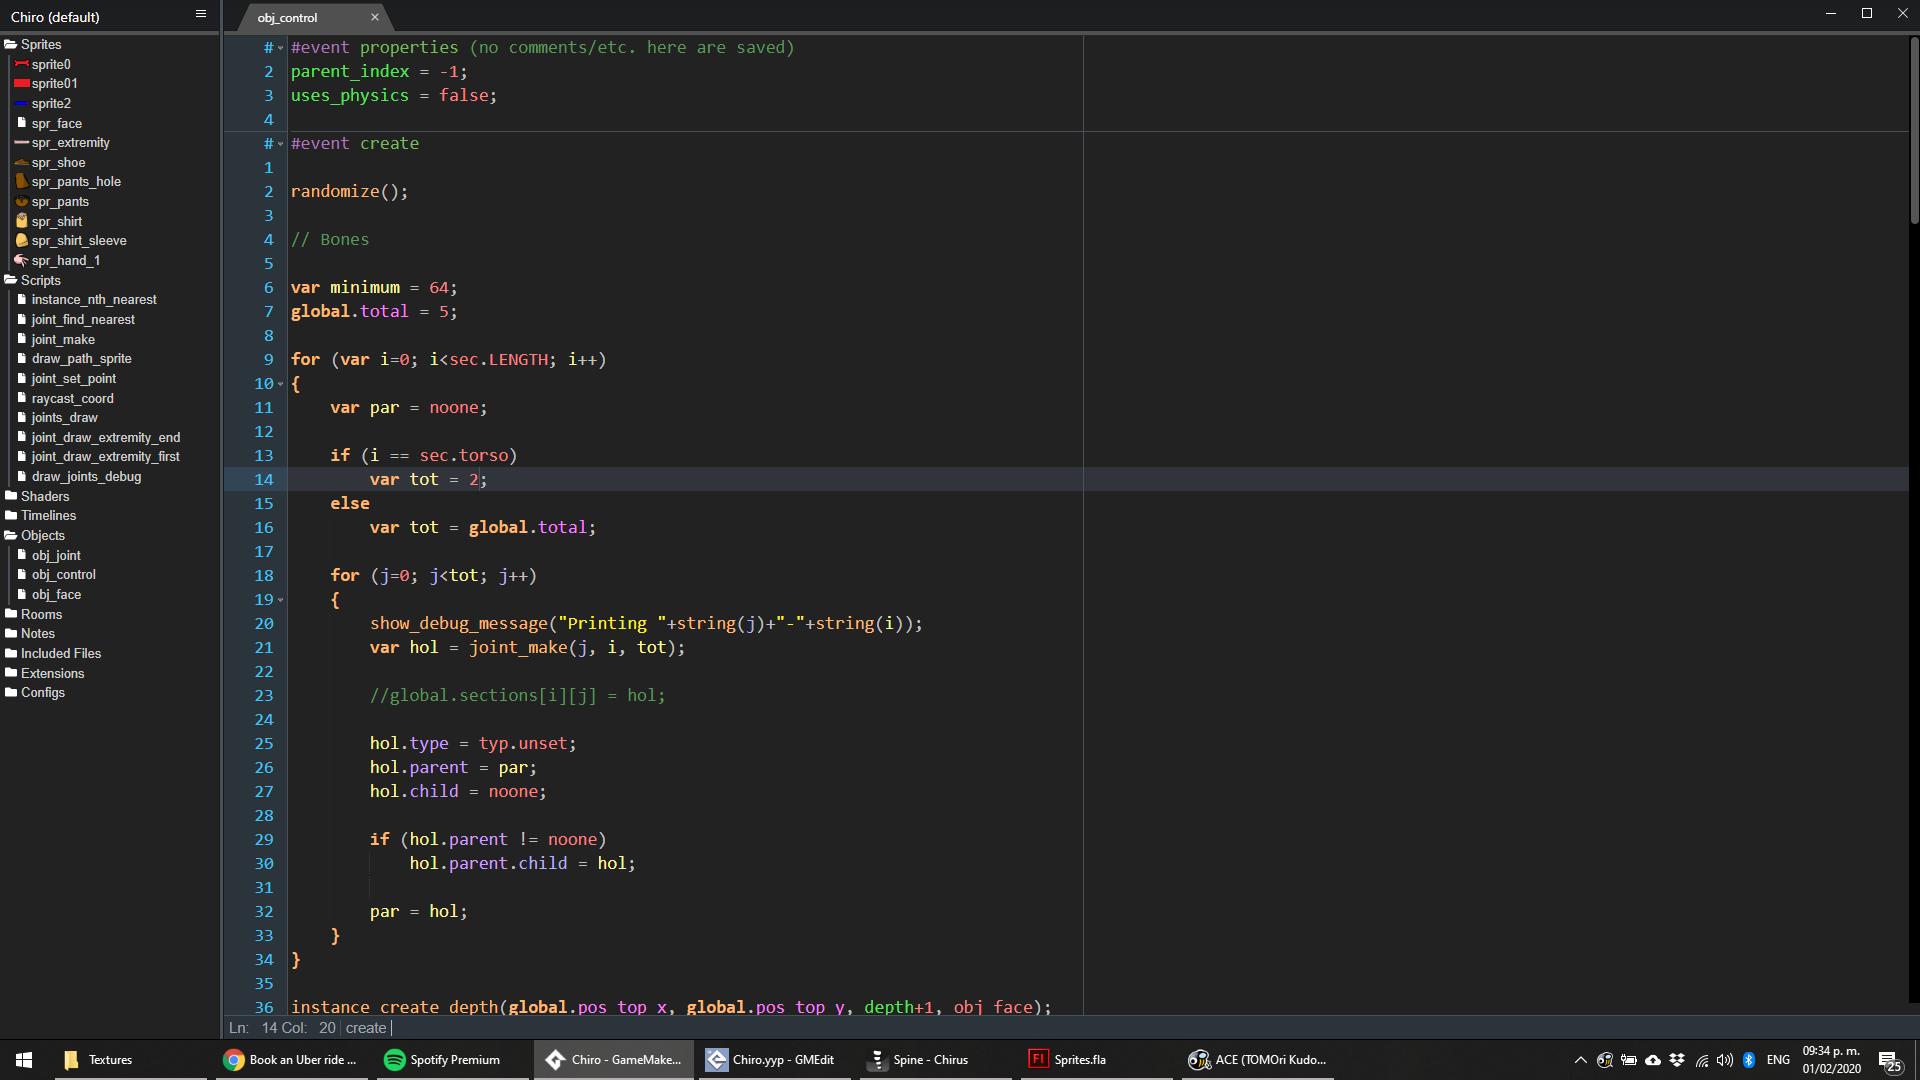 Chiro (default)
Sprites
sprite0
sprite01
sprite2
spr_face
spr_extremity
spr_shoe
spr_pants_hole
spr_pants
spr_shirt
spr_shirt_sleeve
spr_hand_1
Scripts
instance_nth_nearest
joint_find_nearest
joint_make
draw_path_sprite
joint_set_point
raycast_coord
joints_draw
joint_draw_extremity_end
joint_draw_extremity_first
draw_joints_debug
Shaders
Timelines
Objects
obj_joint
obj_control
obj_face
Rooms
Notes
Included Files
Extensions
Configs
obj_control
# #event properties (no comments/etc. here are saved)
2 parent_index = -1;
3 uses_physics = false;
4
# #event create
1
2 randomize();
3
4 // Bones
5
6 var minimum = 64;
7 global.total = 5;
8
9 for (var i=0; i<sec.LENGTH; i++)
10 {
11 var par = noone;
12
13 if (i == sec.torso)
14 var tot = 2;
15 else
16 var tot = global.total;
17
18 for (j=0; j<tot; j++)
19 {
20 show_debug_message("Printing "+string(j)+"-"+string(i));
21 var hol = joint_make(j, i, tot);
22
23 //global.sections[i][j] = hol;
24
25 hol.type = typ.unset;
26 hol.parent = par;
27 hol.child = noone;
28
29 if (hol.parent != noone)
30 hol.parent.child = hol;
31
32 par = hol;
33 }
34 }
35
36 instance_create_depth(global.pos_top_x, global.pos_top_y, depth+1, obj_face);
Ln: 14 Col: 20 create
Textures
Book an Uber ride ...
Spotify Premium
Chiro - GameMake...
Chiro.yyp - GMEdit
Spine - Chirus
Fl Sprites.fla
ACE (TOMOri Kudo...
ENG
09:34 p. m.
01/02/2020
25